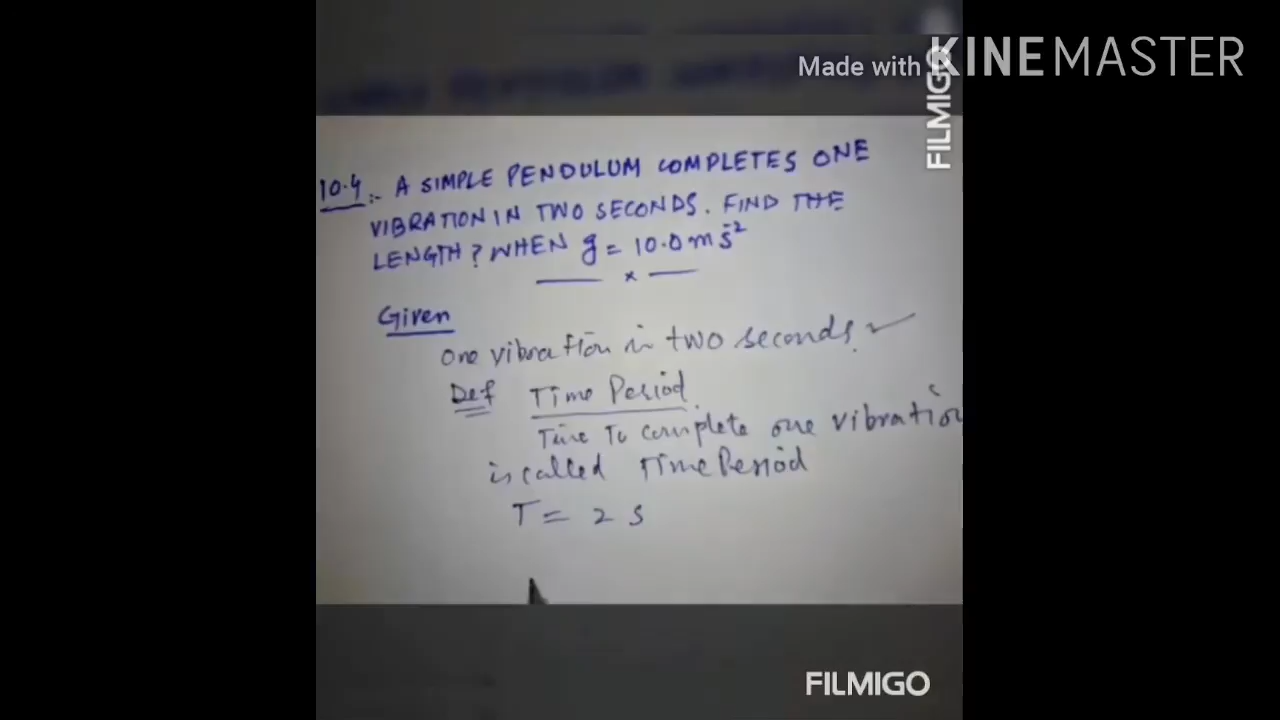 Made with KINEMASTER
FILMIGO
10.4:- A SIMPLE PENDULUM COMPLETES ONE
VIBRATION IN TWO SECONDS. FIND THE
LENGTH? WHEN g = 10.0 m s⁻²
x
Given
One vibration in two seconds. ✓
Def Time Period
Time To complete one vibration
is called Time Period
T = 2 s
FILMIGO